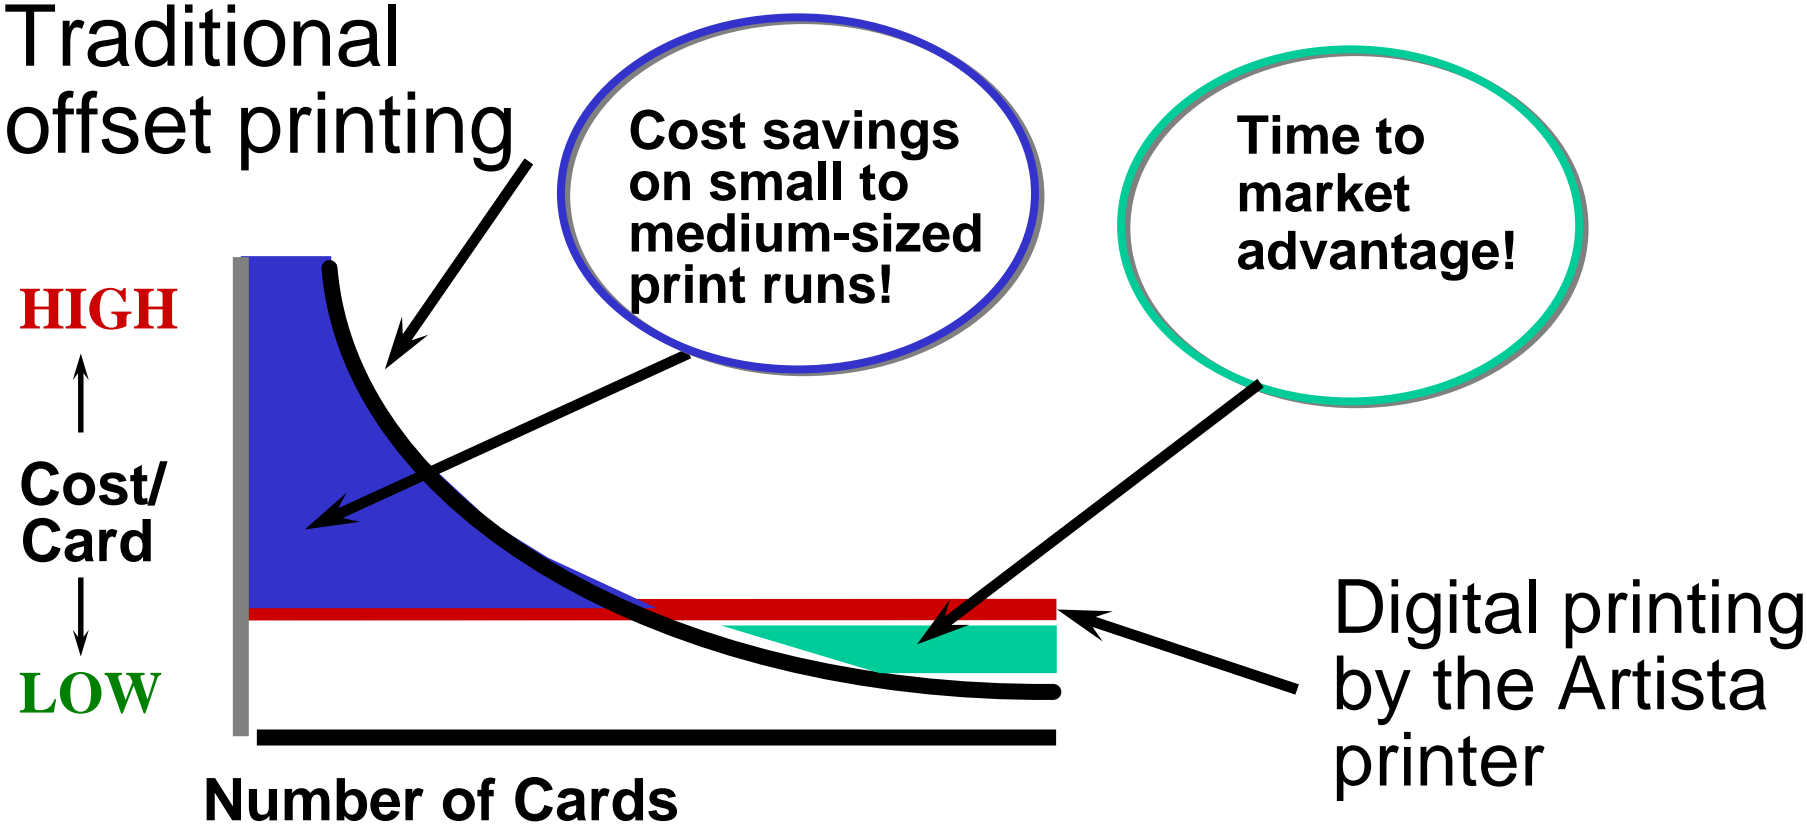 Traditional
offset printing
Cost savings
on small to
medium-sized
print runs!
Time to
market
advantage!
HIGH
Cost/
Card
LOW
Digital printing
by the Artista
printer
Number of Cards